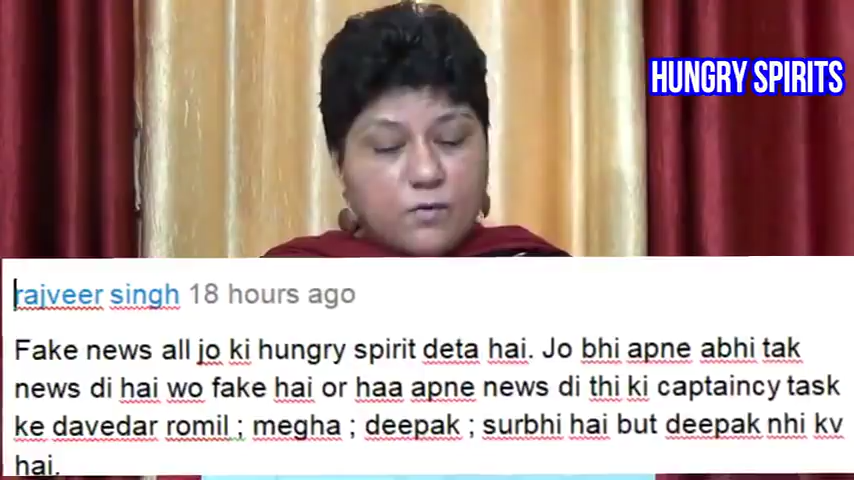 HUNGRY SPIRITS
rajveer singh 18 hours ago
Fake news all jo ki hungry spirit deta hai. Jo bhi apne abhi tak
news di hai wo fake hai or haa apne news di thi ki captaincy task
ke davedar romil ; megha ; deepak ; surbhi hai but deepak nhi kv
hai.